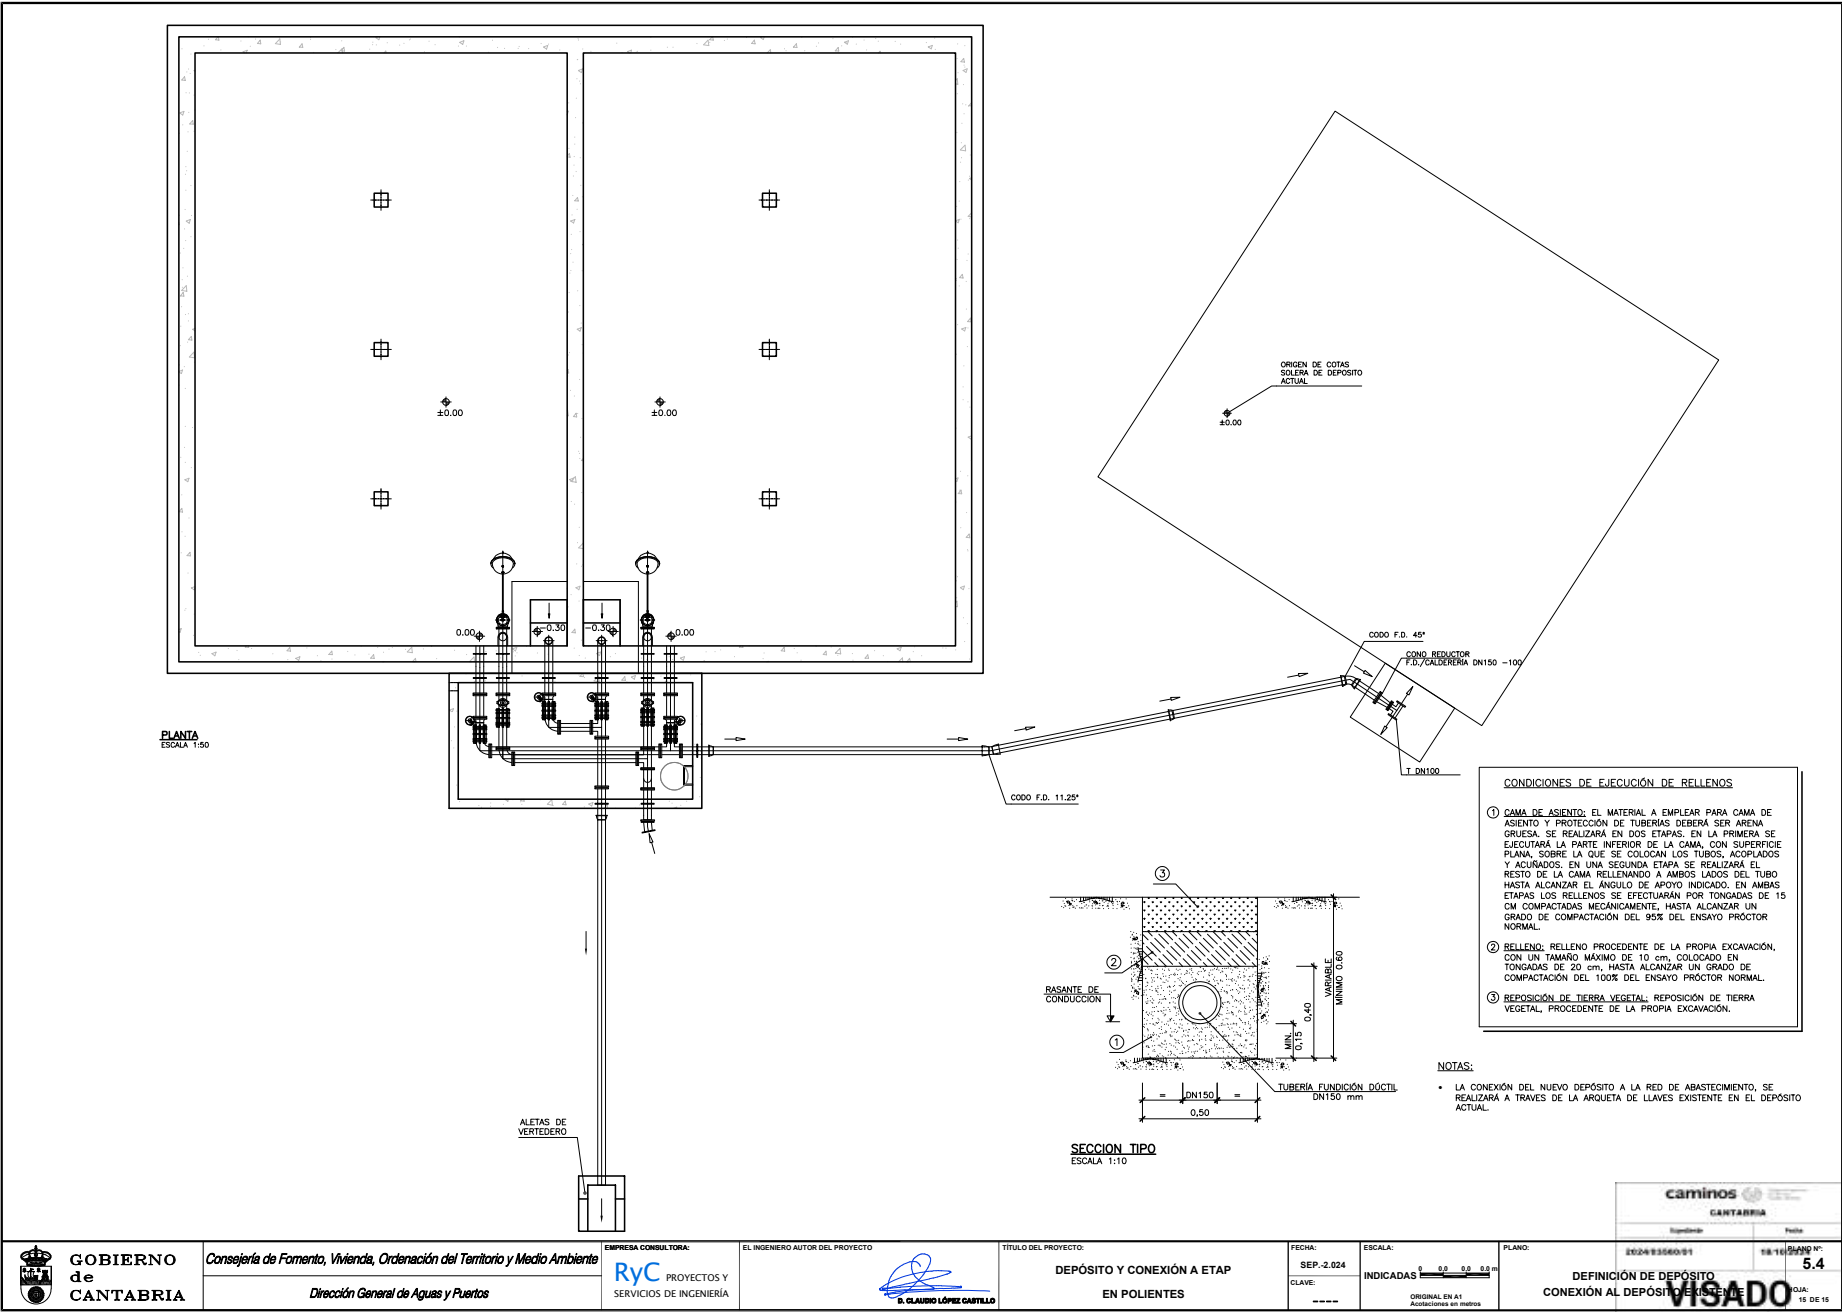 ORIGEN DE COTAS
SOLERA DE DEPOSITO
ACTUAL
±0.00
±0.00
±0.00
0.00
-0.30
-0.30
0.00
PLANTA
ESCALA 1:50
CODO F.D. 45°
CONO REDUCTOR
F.D./CALDERERÍA DN150 -100
T DN100
CODO F.D. 11.25°
ALETAS DE
VERTEDERO
CONDICIONES DE EJECUCIÓN DE RELLENOS
1 CAMA DE ASIENTO: EL MATERIAL A EMPLEAR PARA CAMA DE
ASIENTO Y PROTECCIÓN DE TUBERÍAS DEBERÁ SER ARENA
GRUESA. SE REALIZARÁ EN DOS ETAPAS. EN LA PRIMERA SE
EJECUTARÁ LA PARTE INFERIOR DE LA CAMA, CON SUPERFICIE
PLANA, SOBRE LA QUE SE COLOCAN LOS TUBOS, ACOPLADOS
Y ACUÑADOS. EN UNA SEGUNDA ETAPA SE REALIZARÁ EL
RESTO DE LA CAMA RELLENANDO A AMBOS LADOS DEL TUBO
HASTA ALCANZAR EL ÁNGULO DE APOYO INDICADO. EN AMBAS
ETAPAS LOS RELLENOS SE EFECTUARÁN POR TONGADAS DE 15
CM COMPACTADAS MECÁNICAMENTE, HASTA ALCANZAR UN
GRADO DE COMPACTACIÓN DEL 95% DEL ENSAYO PRÓCTOR
NORMAL.
2 RELLENO: RELLENO PROCEDENTE DE LA PROPIA EXCAVACIÓN,
CON UN TAMAÑO MÁXIMO DE 10 cm, COLOCADO EN
TONGADAS DE 20 cm, HASTA ALCANZAR UN GRADO DE
COMPACTACIÓN DEL 100% DEL ENSAYO PRÓCTOR NORMAL.
3 REPOSICIÓN DE TIERRA VEGETAL: REPOSICIÓN DE TIERRA
VEGETAL, PROCEDENTE DE LA PROPIA EXCAVACIÓN.
3
2
RASANTE DE
CONDUCCION
1
MIN.
0,15
0,40
VARIABLE
MÍNIMO 0.60
= DN150 =
0,50
TUBERÍA FUNDICIÓN DÚCTIL
DN150 mm
SECCION TIPO
ESCALA 1:10
NOTAS:
• LA CONEXIÓN DEL NUEVO DEPÓSITO A LA RED DE ABASTECIMIENTO, SE
REALIZARÁ A TRAVES DE LA ARQUETA DE LLAVES EXISTENTE EN EL DEPÓSITO
ACTUAL.
caminos
CANTABRIA
Expediente Fecha
2024/03560/01
VISADO
GOBIERNO
de
CANTABRIA
Consejería de Fomento, Vivienda, Ordenación del Territorio y Medio Ambiente
Dirección General de Aguas y Puertos
EMPRESA CONSULTORA:
RyC PROYECTOS Y
SERVICIOS DE INGENIERÍA
EL INGENIERO AUTOR DEL PROYECTO
D. CLAUDIO LÓPEZ CASTILLO
TÍTULO DEL PROYECTO:
DEPÓSITO Y CONEXIÓN A ETAP
EN POLIENTES
FECHA:
SEP.-2.024
CLAVE:
----
ESCALA:
INDICADAS
0 0,0 0,0 0.0 m
ORIGINAL EN A1
Acotaciones en metros
PLANO:
DEFINICIÓN DE DEPÓSITO
CONEXIÓN AL DEPÓSITO EXISTENTE
PLANO Nº:
5.4
HOJA:
15 DE 15